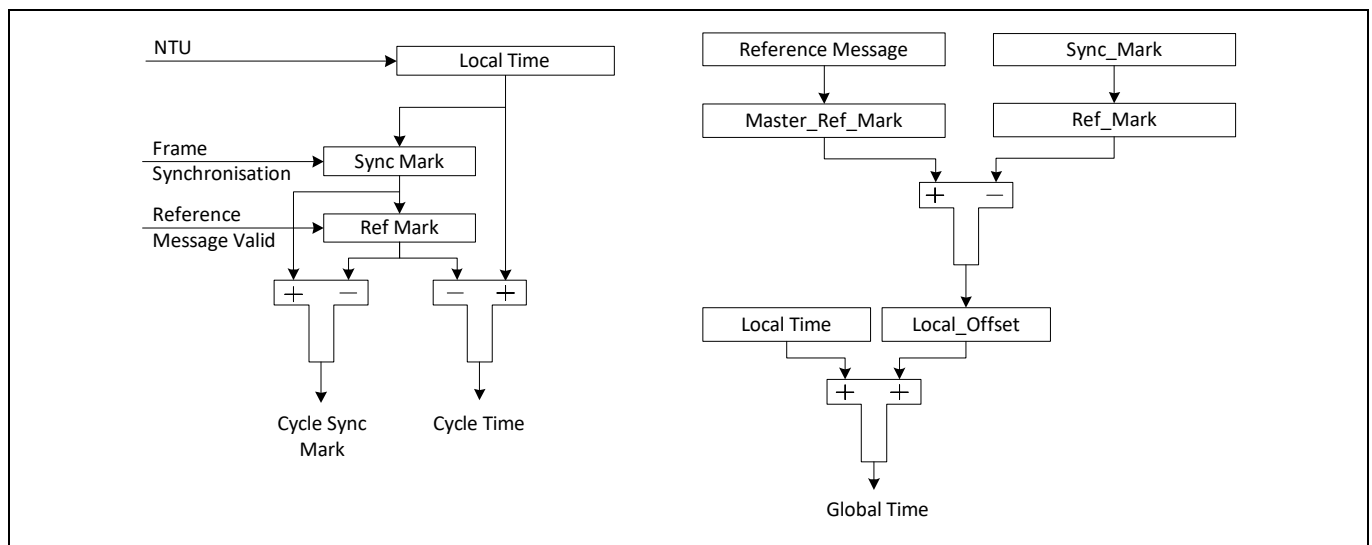 NTU
Local Time
Frame
Synchronisation
Sync Mark
Reference
Message Valid
Ref Mark
+ − − +
Cycle Sync
Mark
Cycle Time
Reference Message
Sync_Mark
Master_Ref_Mark
Ref_Mark
+ −
Local Time
Local_Offset
+ +
Global Time